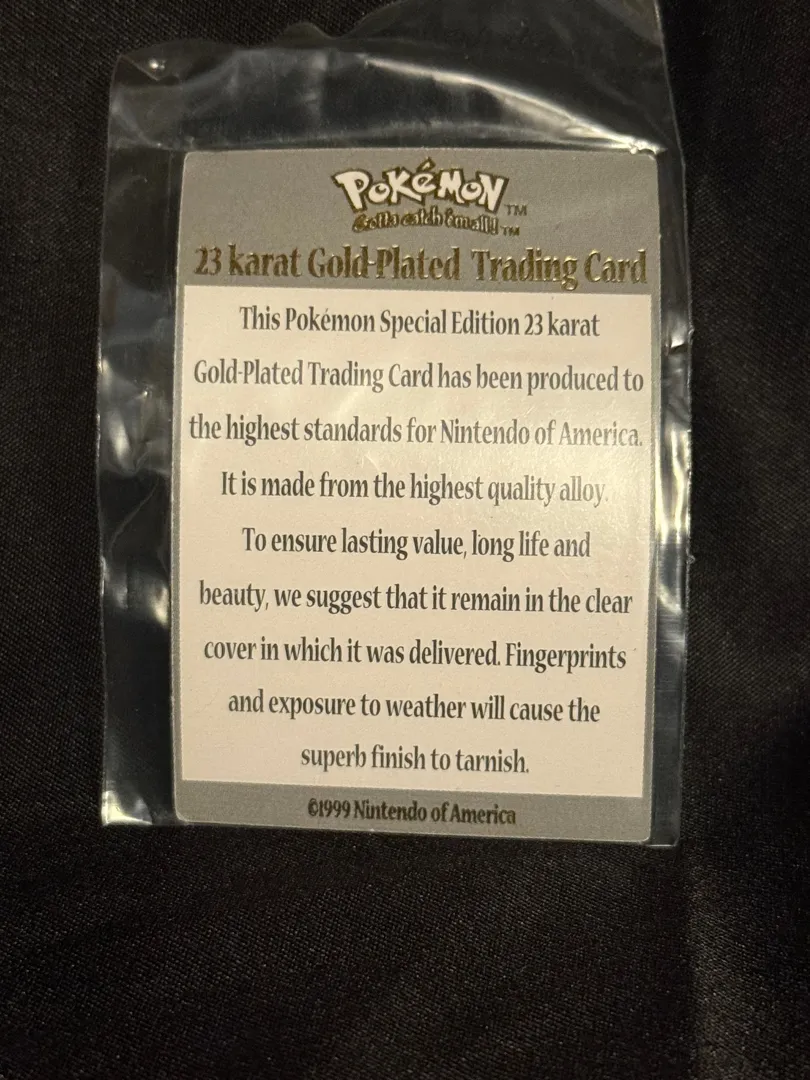 POKéMON™
Gotta catch 'em all!™
23 karat Gold-Plated Trading Card
This Pokémon Special Edition 23 karat
Gold-Plated Trading Card has been produced to
the highest standards for Nintendo of America.
It is made from the highest quality alloy.
To ensure lasting value, long life and
beauty, we suggest that it remain in the clear
cover in which it was delivered. Fingerprints
and exposure to weather will cause the
superb finish to tarnish.
©1999 Nintendo of America